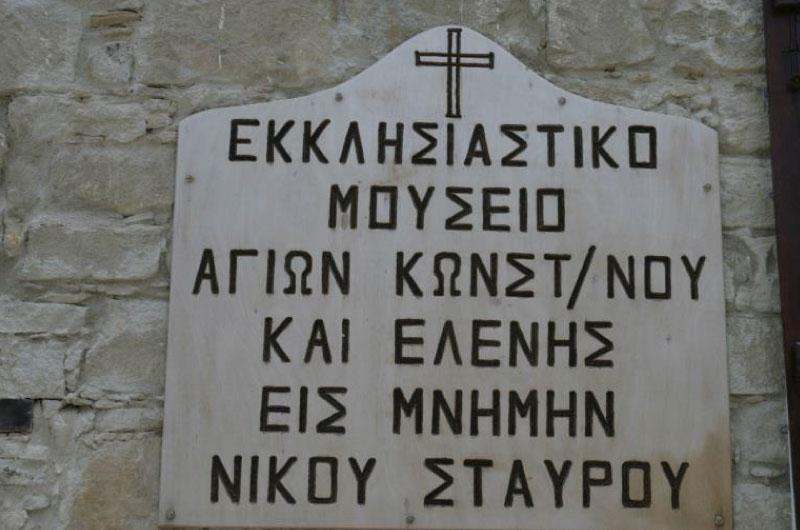 ΕΚΚΛΗΣΙΑΣΤΙΚΟ
ΜΟΥΣΕΙΟ
ΑΓΙΩΝ ΚΩΝΣΤ/ΝΟΥ
ΚΑΙ ΕΛΕΝΗΣ
ΕΙΣ ΜΝΗΜΗΝ
ΝΙΚΟΥ ΣΤΑΥΡΟΥ